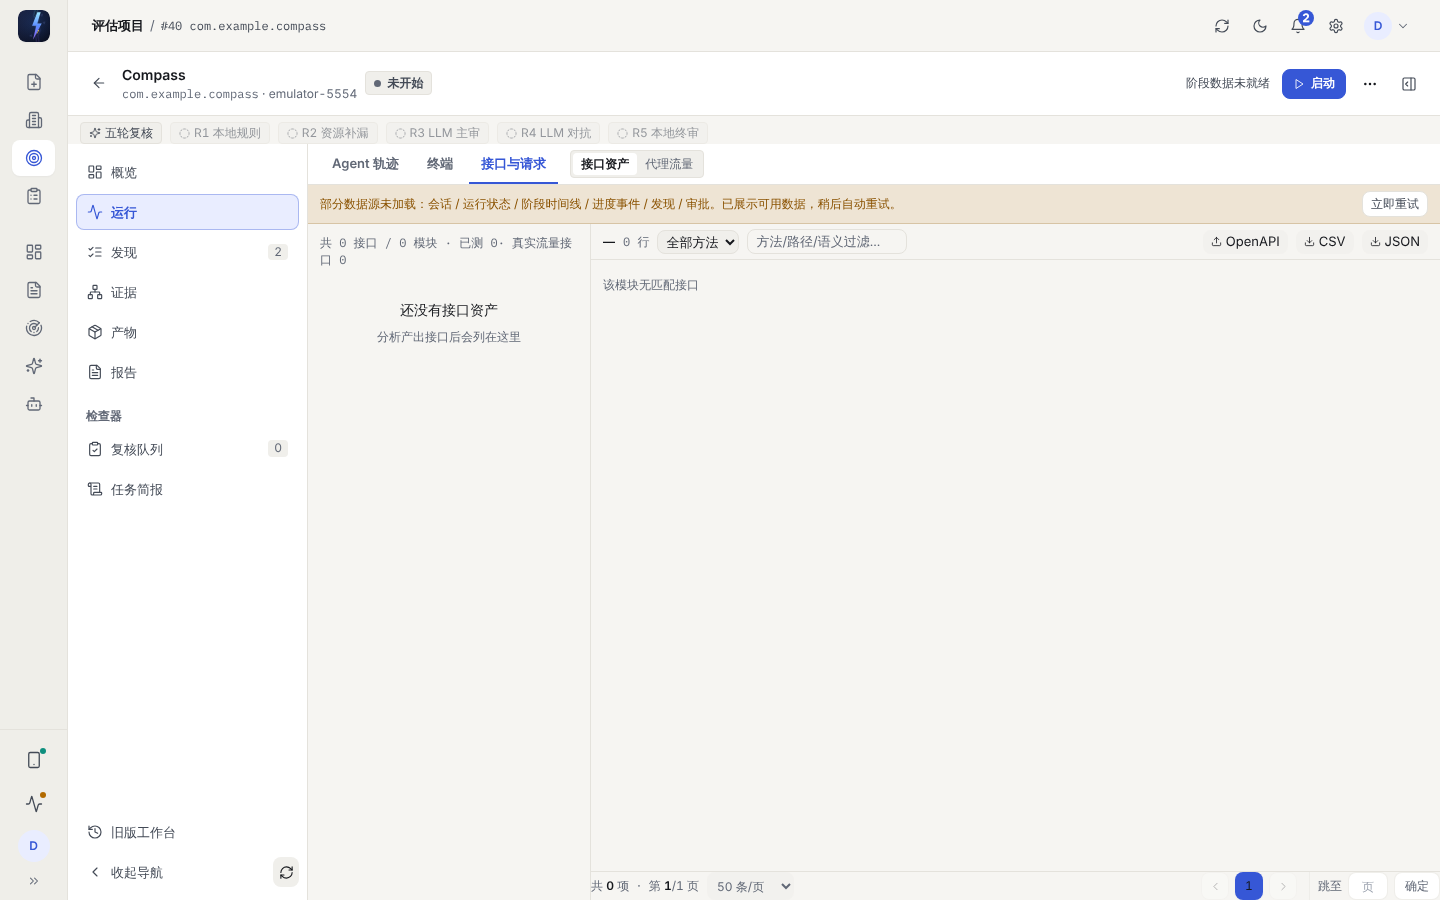 评估项目 / #40 com.example.compass
2
D
Compass
com.example.compass · emulator-5554
未开始
阶段数据未就绪
启动
五轮复核
R1 本地规则
R2 资源补漏
R3 LLM 主审
R4 LLM 对抗
R5 本地终审
概览
运行
发现
2
证据
产物
报告
检查器
复核队列
0
任务简报
旧版工作台
收起导航
D
Agent 轨迹
终端
接口与请求
接口资产
代理流量
部分数据源未加载：会话 / 运行状态 / 阶段时间线 / 进度事件 / 发现 / 审批。已展示可用数据，稍后自动重试。
立即重试
共 0 接口 / 0 模块 · 已测 0· 真实流量接
口 0
还没有接口资产
分析产出接口后会列在这里
— 0 行
全部方法
方法/路径/语义过滤...
OpenAPI
CSV
JSON
该模块无匹配接口
共 0 项 · 第 1/1 页
50 条/页
1
跳至
页
确定